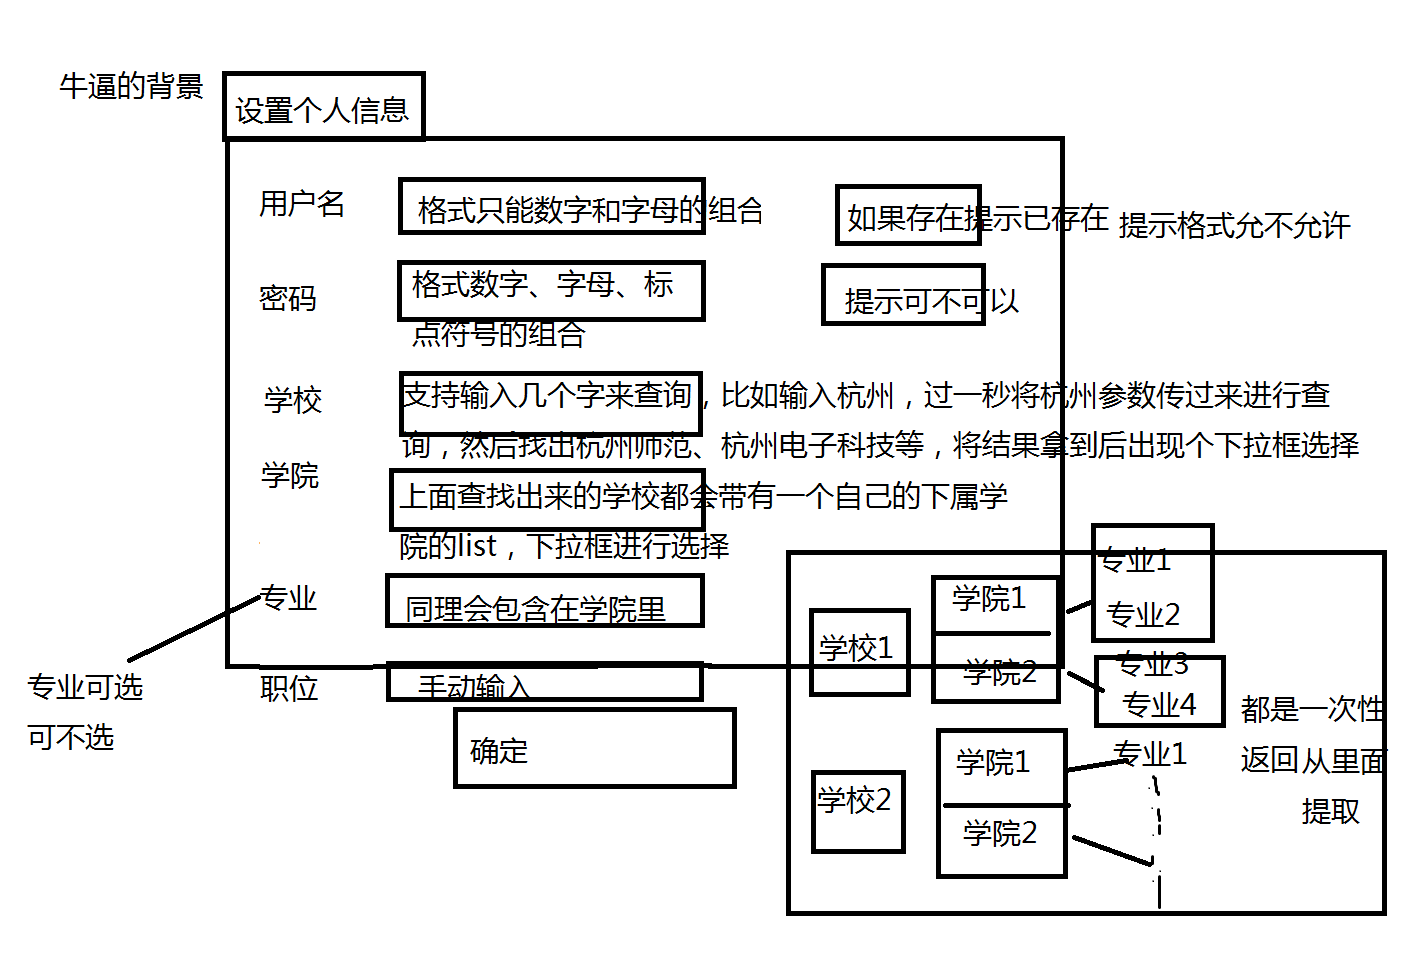 牛逼的背景
设置个人信息
用户名
格式只能数字和字母的组合
如果存在提示已存在
提示格式允不允许
密码
格式数字、字母、标
点符号的组合
提示可不可以
学校
支持输入几个字来查询，比如输入杭州，过一秒将杭州参数传过来进行查
询，然后找出杭州师范、杭州电子科技等，将结果拿到后出现个下拉框选择
学院
上面查找出来的学校都会带有一个自己的下属学
院的list，下拉框进行选择
专业
同理会包含在学院里
专业可选
可不选
职位
手动输入
确定
学校1
学院1
学院2
专业1
专业2
专业3
专业4
学校2
学院1
学院2
专业1
都是一次性
返回从里面
提取